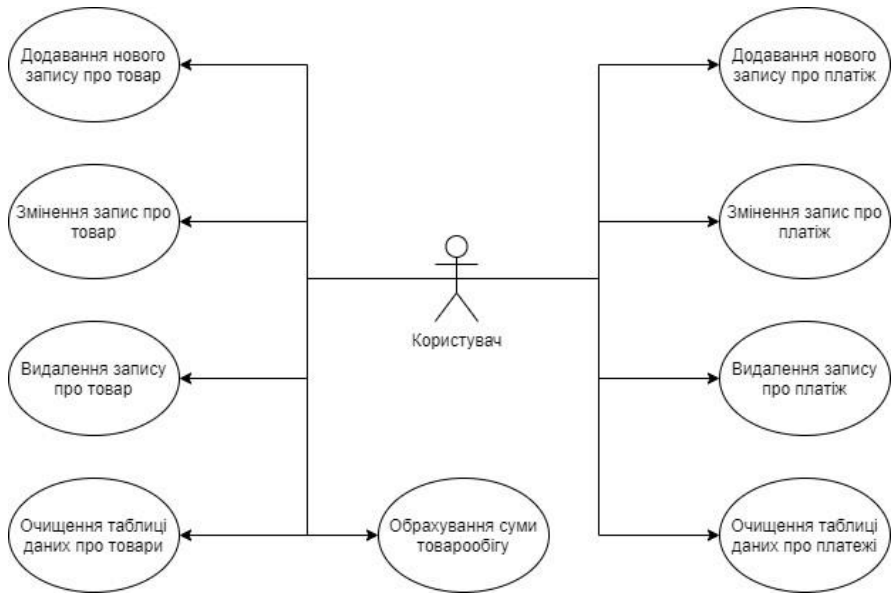 Додавання нового
запису про товар
Додавання нового
запису про платіж
Змінення запис про
товар
Змінення запис про
платіж
Користувач
Видалення запису
про товар
Видалення запису
про платіж
Очищення таблиці
даних про товари
Обрахування суми
товарообігу
Очищення таблиці
даних про платежі